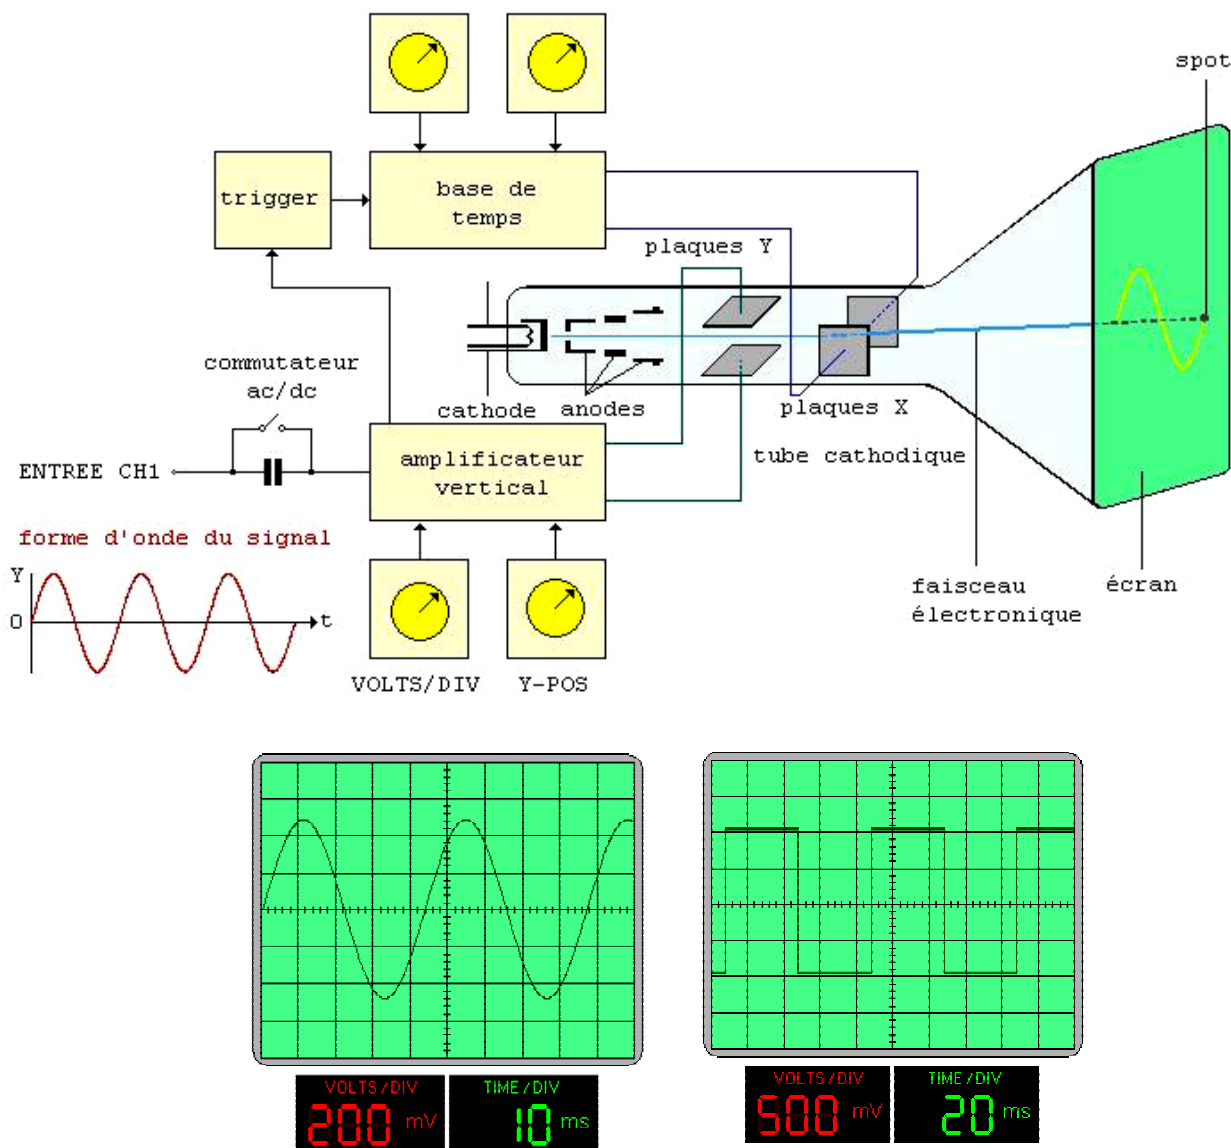 spot
trigger
base de
temps
plaques Y
commutateur
ac/dc
cathode
anodes
plaques X
ENTREE CH1
amplificateur
vertical
tube cathodique
forme d'onde du signal
Y
O
t
faisceau
électronique
écran
VOLTS/DIV
Y-POS
VOLTS/DIV
200 mV
TIME/DIV
10 ms
VOLTS/DIV
500 mV
TIME/DIV
20 ms